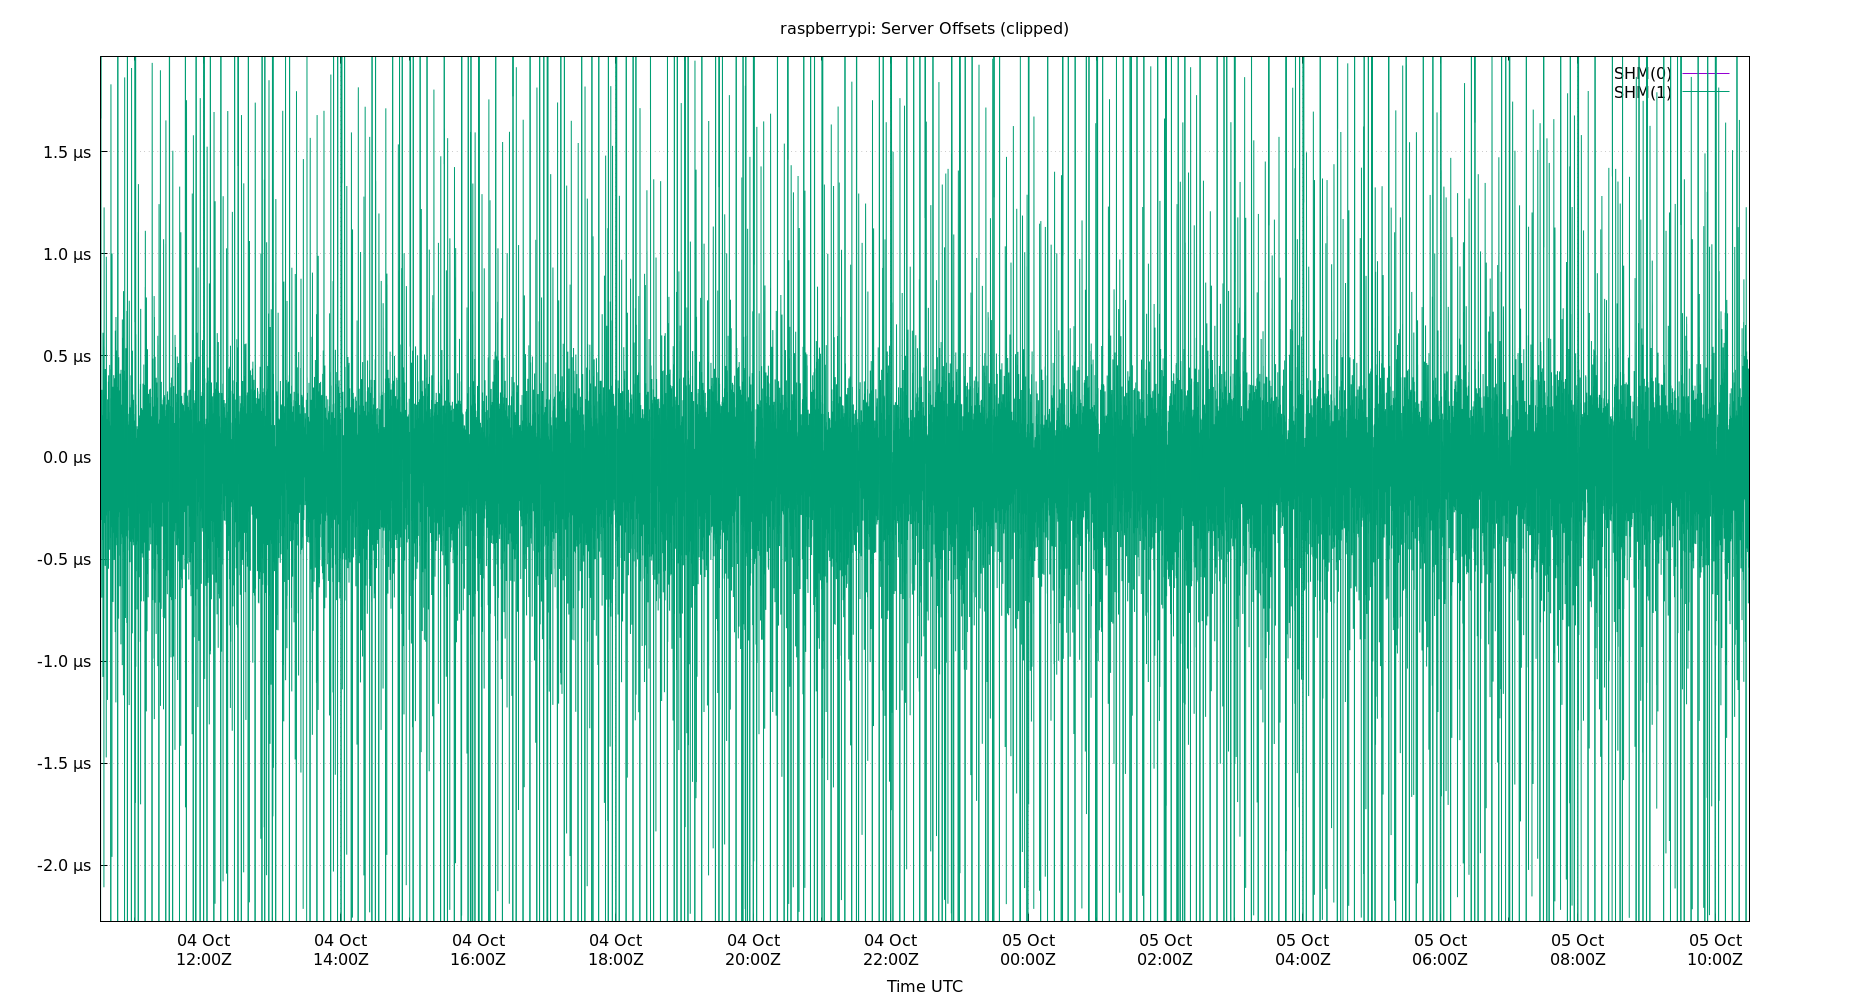 raspberrypi: Server Offsets (clipped)
SHM(0)
SHM(1)
1.5 µs
1.0 µs
0.5 µs
0.0 µs
-0.5 µs
-1.0 µs
-1.5 µs
-2.0 µs
04 Oct 04 Oct 04 Oct 04 Oct 04 Oct 04 Oct 05 Oct 05 Oct 05 Oct 05 Oct 05 Oct 05 Oct
12:00Z 14:00Z 16:00Z 18:00Z 20:00Z 22:00Z 00:00Z 02:00Z 04:00Z 06:00Z 08:00Z 10:00Z
Time UTC